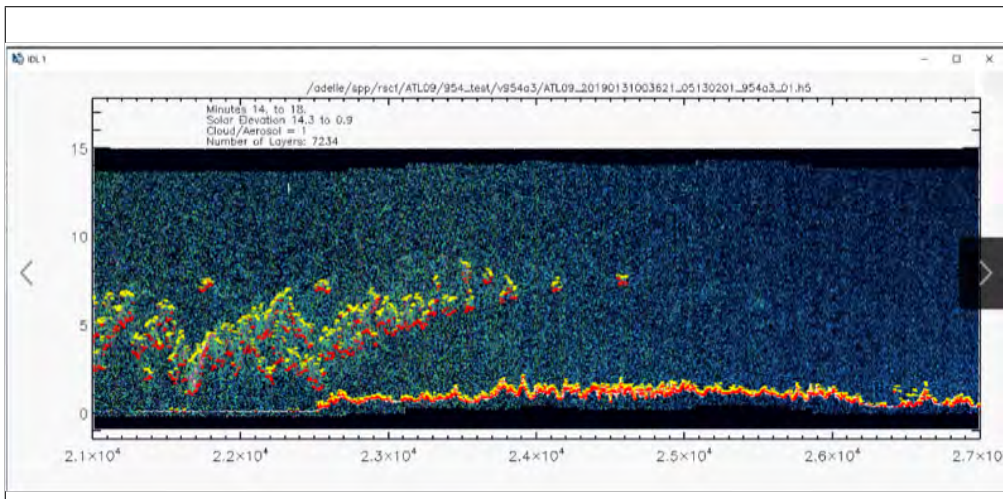 IDL 1
/adelle/spp/rscf/ATL09/954_test/v954a3/ATL09_20190131003621_05130201_954a3_01.h5
Minutes 14. to 18.
Solar Elevation 14.3 to 0.9
Cloud/Aerosol = 1
Number of Layers: 7234
15
10
5
0
2.1×10⁴ 2.2×10⁴ 2.3×10⁴ 2.4×10⁴ 2.5×10⁴ 2.6×10⁴ 2.7×10⁴